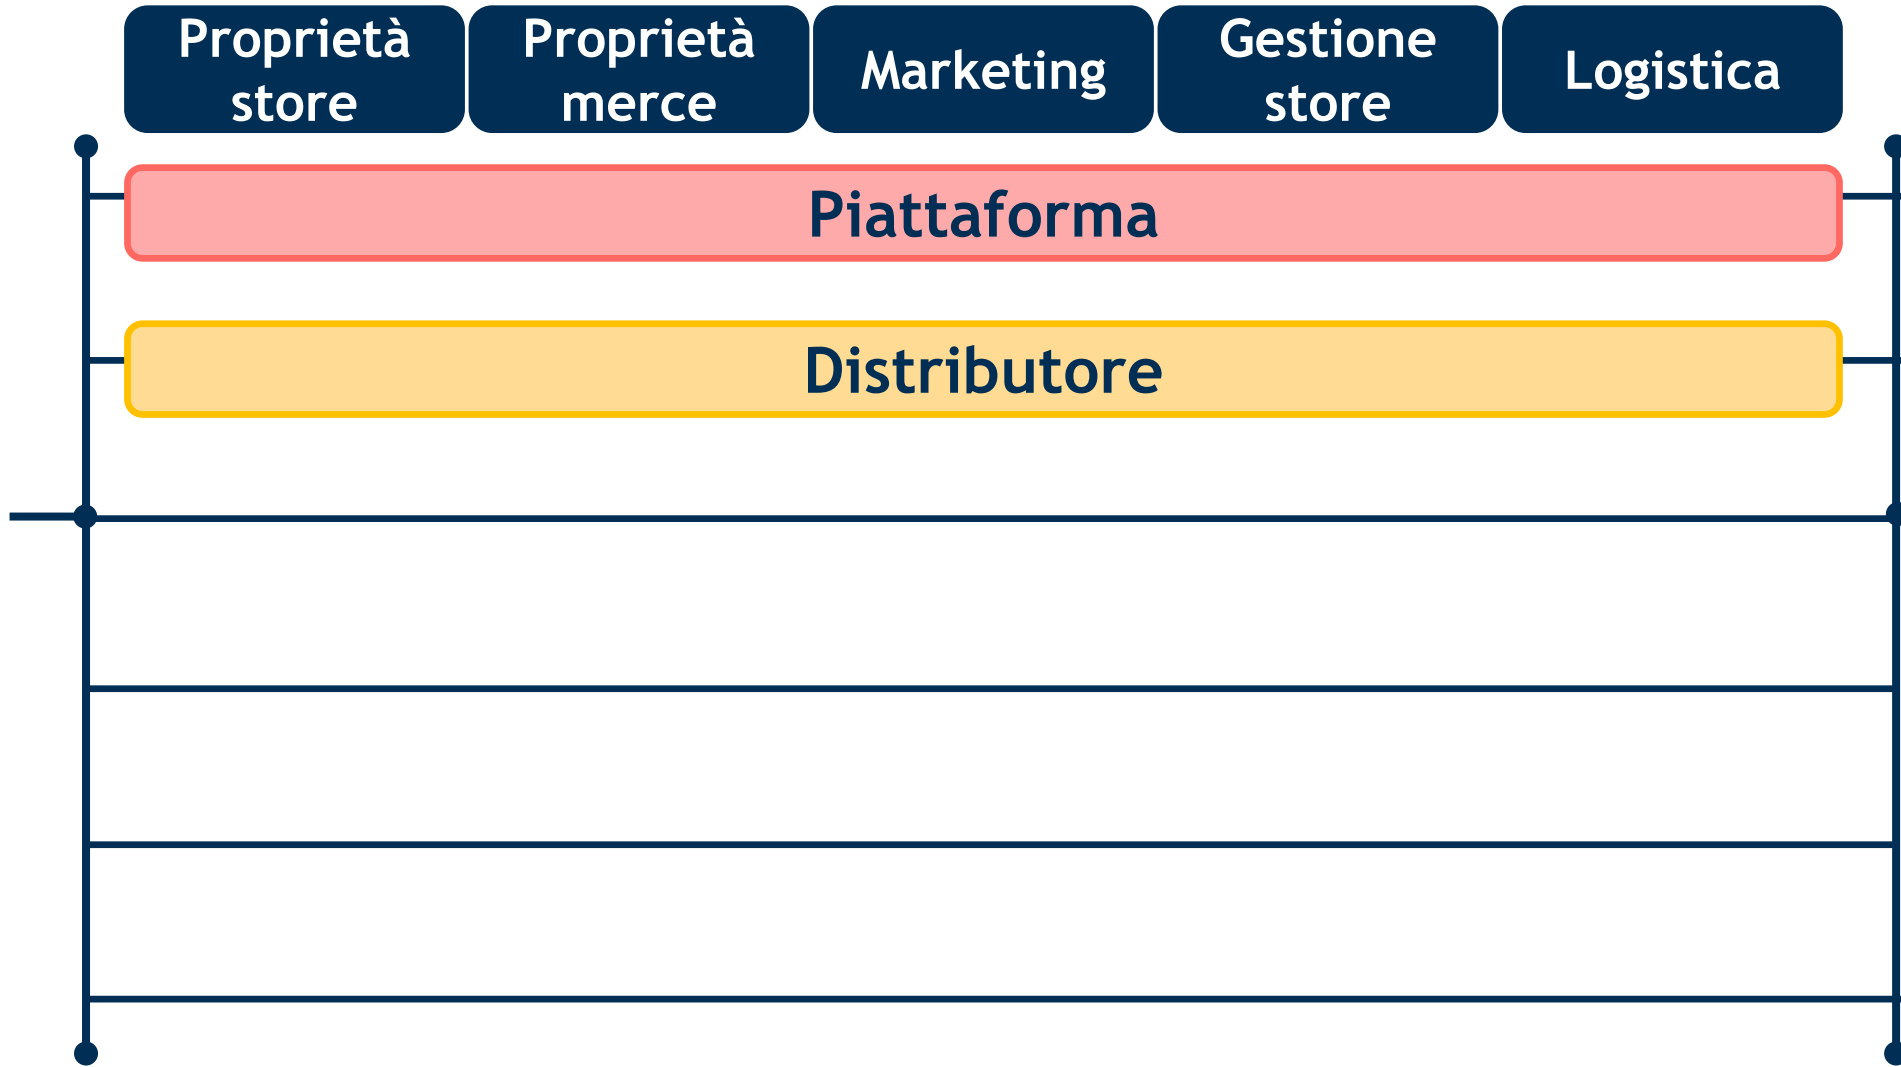 Proprietà
store
Proprietà
merce
Marketing
Gestione
store
Logistica
Piattaforma
Distributore